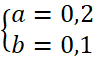 a = 0,2
b = 0,1